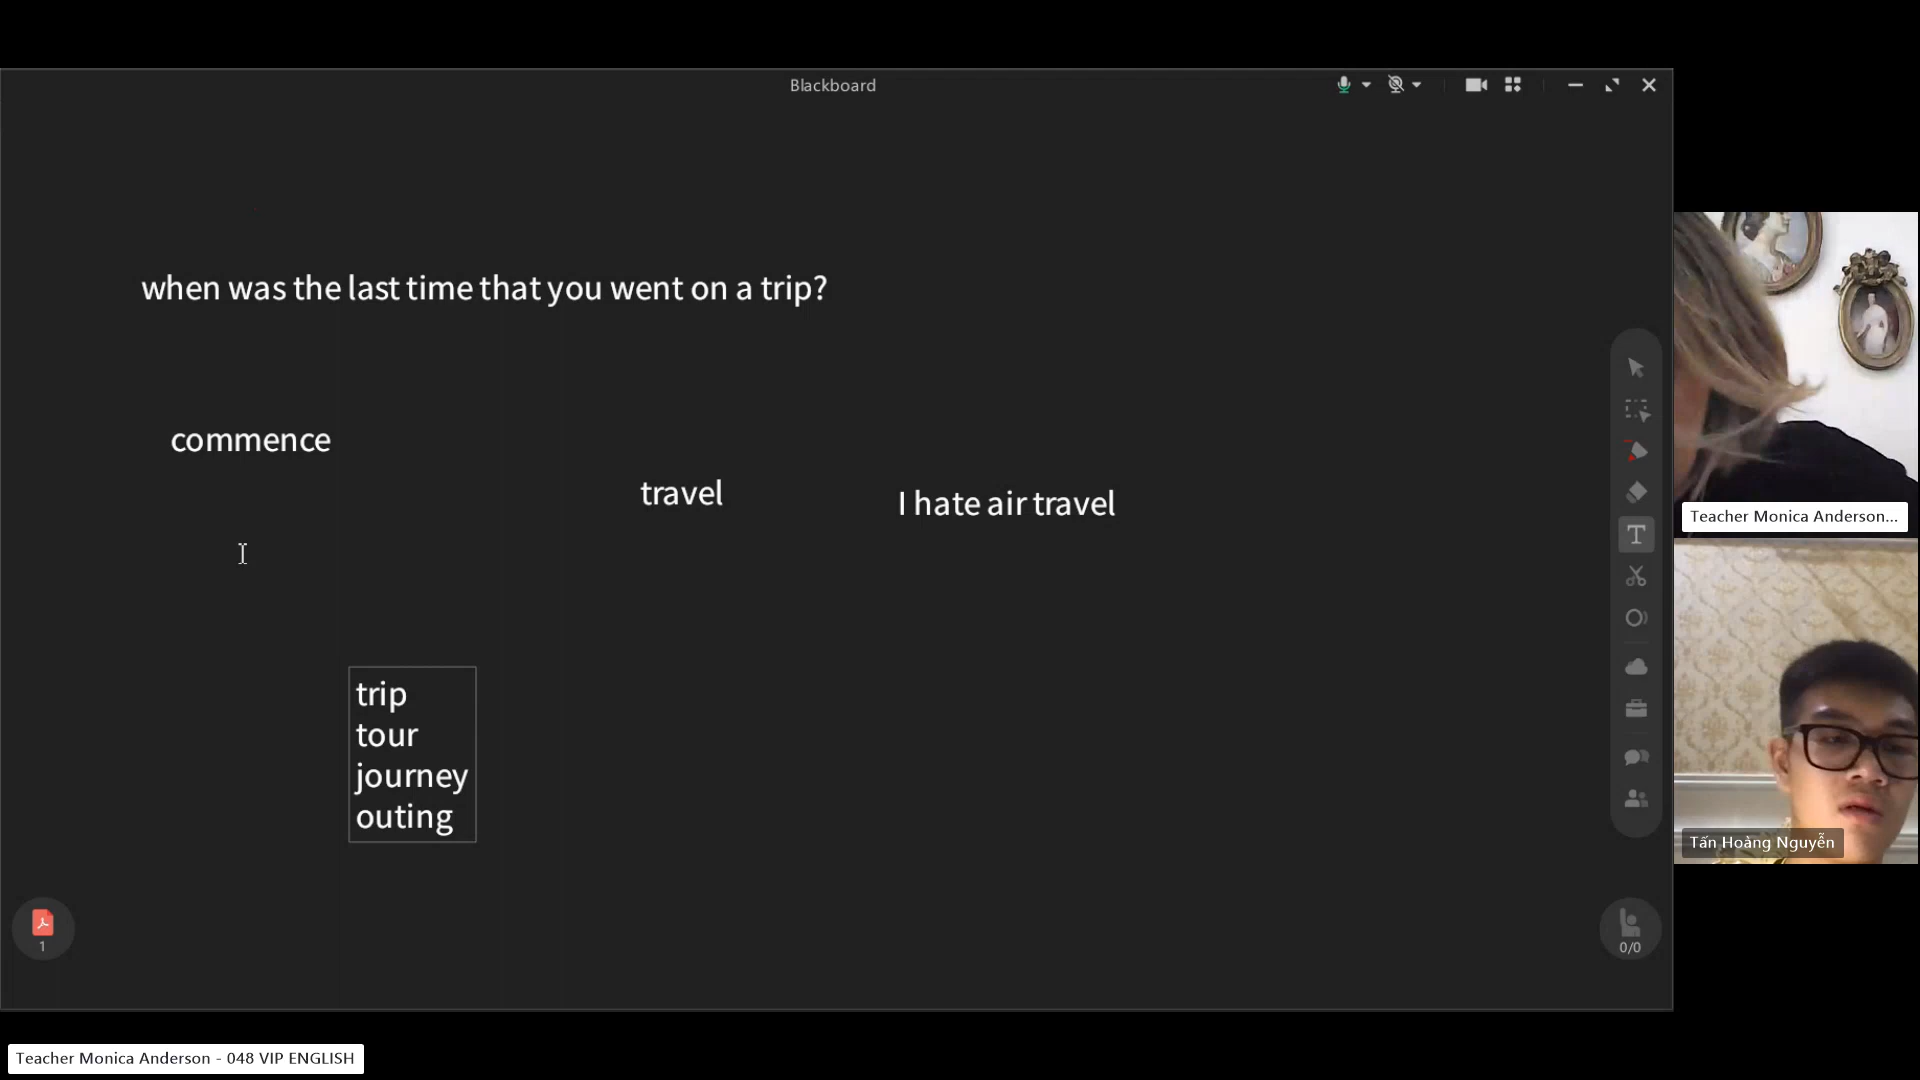 Blackboard
when was the last time that you went on a trip?
commence
travel
I hate air travel
trip
tour
journey
outing
1
0/0
Teacher Monica Anderson...
Tấn Hoàng Nguyễn
Teacher Monica Anderson - 048 VIP ENGLISH